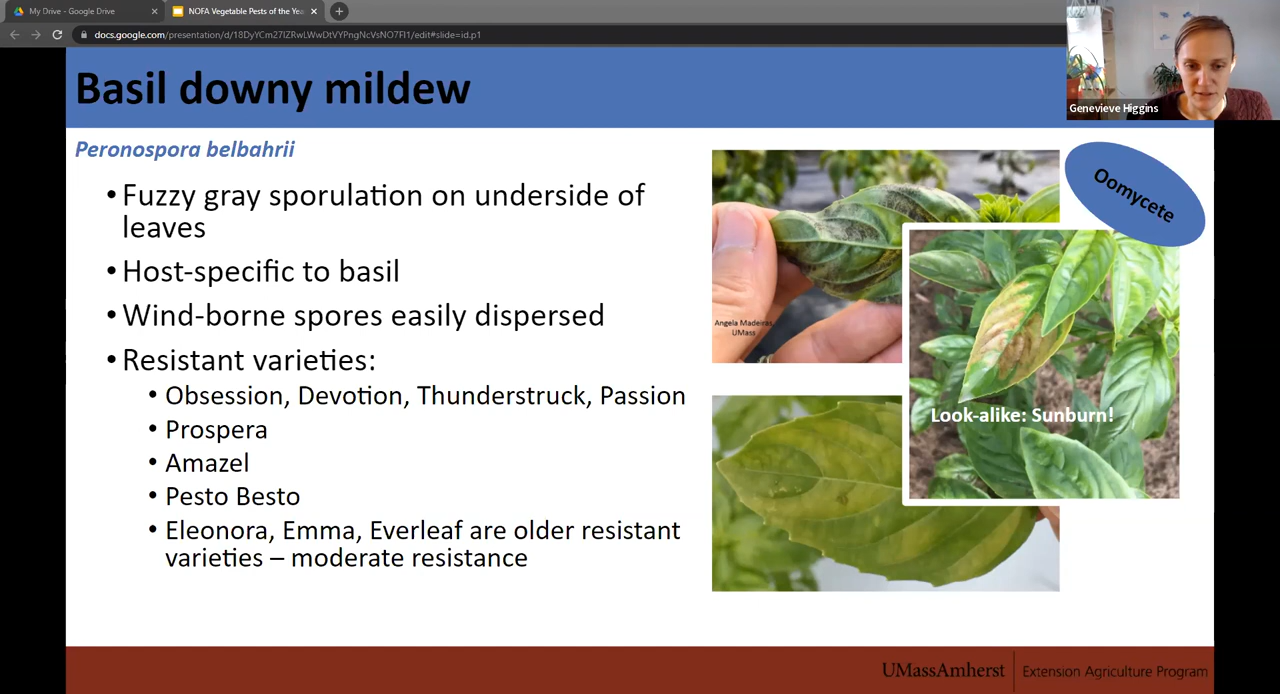 My Drive - Google Drive
NOFA Vegetable Pests of the Yea
docs.google.com/presentation/d/18DyYCm27IZRwLWwDtVYPngNcVsNO7FI1/edit#slide=id.p1
Genevieve Higgins
Basil downy mildew
Peronospora belbahrii
• Fuzzy gray sporulation on underside of
leaves
• Host-specific to basil
• Wind-borne spores easily dispersed
• Resistant varieties:
• Obsession, Devotion, Thunderstruck, Passion
• Prospera
• Amazel
• Pesto Besto
• Eleonora, Emma, Everleaf are older resistant
varieties – moderate resistance
Oomycete
Angela Madeiras,
UMass
Look-alike: Sunburn!
UMassAmherst
Extension Agriculture Program